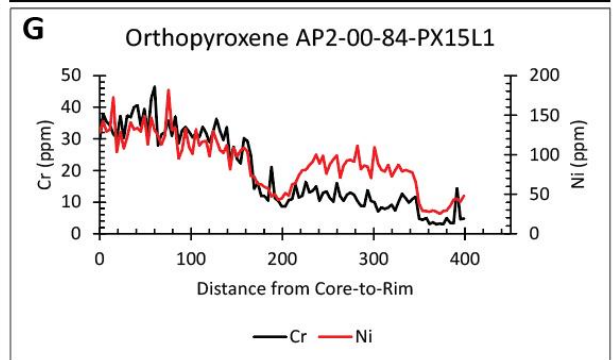 G
Orthopyroxene AP2-00-84-PX15L1
50 200
40 150
30
20 100
10 50
0 0
Cr (ppm)
Ni (ppm)
0 100 200 300 400
Distance from Core-to-Rim
Cr Ni